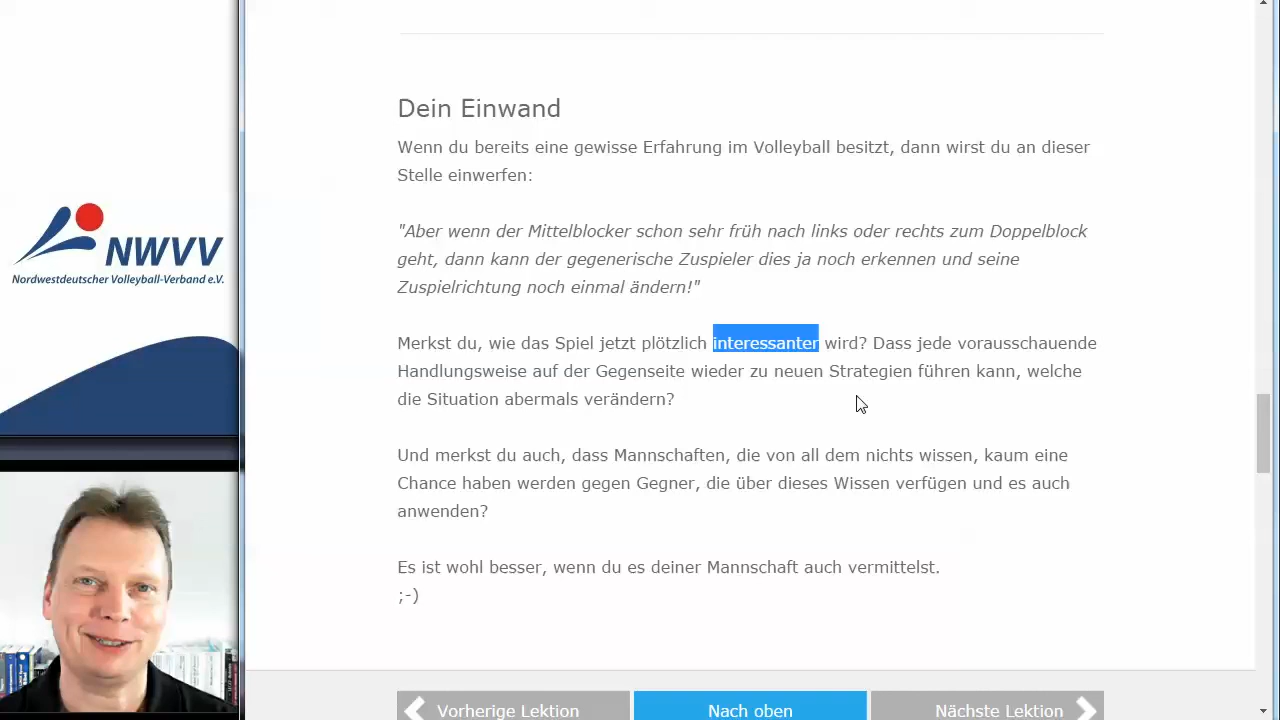 NWVV
Nordwestdeutscher Volleyball-Verband e.V.
Dein Einwand
Wenn du bereits eine gewisse Erfahrung im Volleyball besitzt, dann wirst du an dieser
Stelle einwerfen:
"Aber wenn der Mittelblocker schon sehr früh nach links oder rechts zum Doppelblock
geht, dann kann der gegenerische Zuspieler dies ja noch erkennen und seine
Zuspielrichtung noch einmal ändern!"
Merkst du, wie das Spiel jetzt plötzlich interessanter wird? Dass jede vorausschauende
Handlungsweise auf der Gegenseite wieder zu neuen Strategien führen kann, welche
die Situation abermals verändern?
Und merkst du auch, dass Mannschaften, die von all dem nichts wissen, kaum eine
Chance haben werden gegen Gegner, die über dieses Wissen verfügen und es auch
anwenden?
Es ist wohl besser, wenn du es deiner Mannschaft auch vermittelst.
;-)
Vorherige Lektion
Nach oben
Nächste Lektion